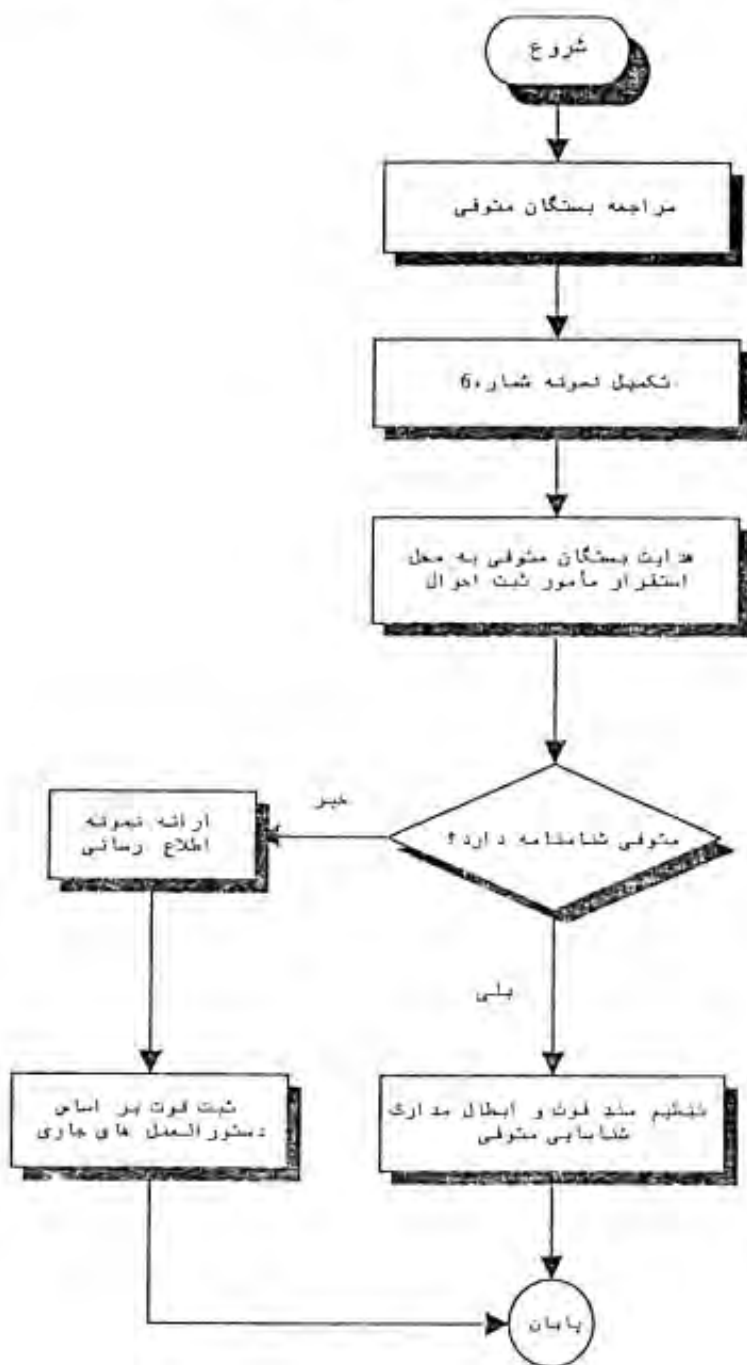 شروع
مراجعه بستگان متوفی
تکمیل نمونه شماره 6
هدایت بستگان متوفی به محل
استقرار مأمور ثبت احوال
متوفی شناسنامه دارد؟
خیر
ارائه نمونه
اطلاع رسانی
بلی
تنظیم سند فوت و ابطال مدارک
شناسایی متوفی
ثبت فوت بر اساس
دستورالعمل های جاری
پایان